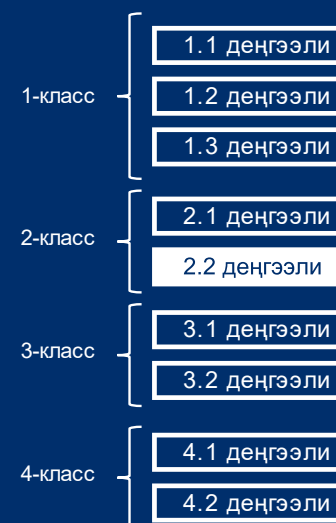 1-класс
1.1 деңгээли
1.2 деңгээли
1.3 деңгээли
2-класс
2.1 деңгээли
2.2 деңгээли
3-класс
3.1 деңгээли
3.2 деңгээли
4-класс
4.1 деңгээли
4.2 деңгээли